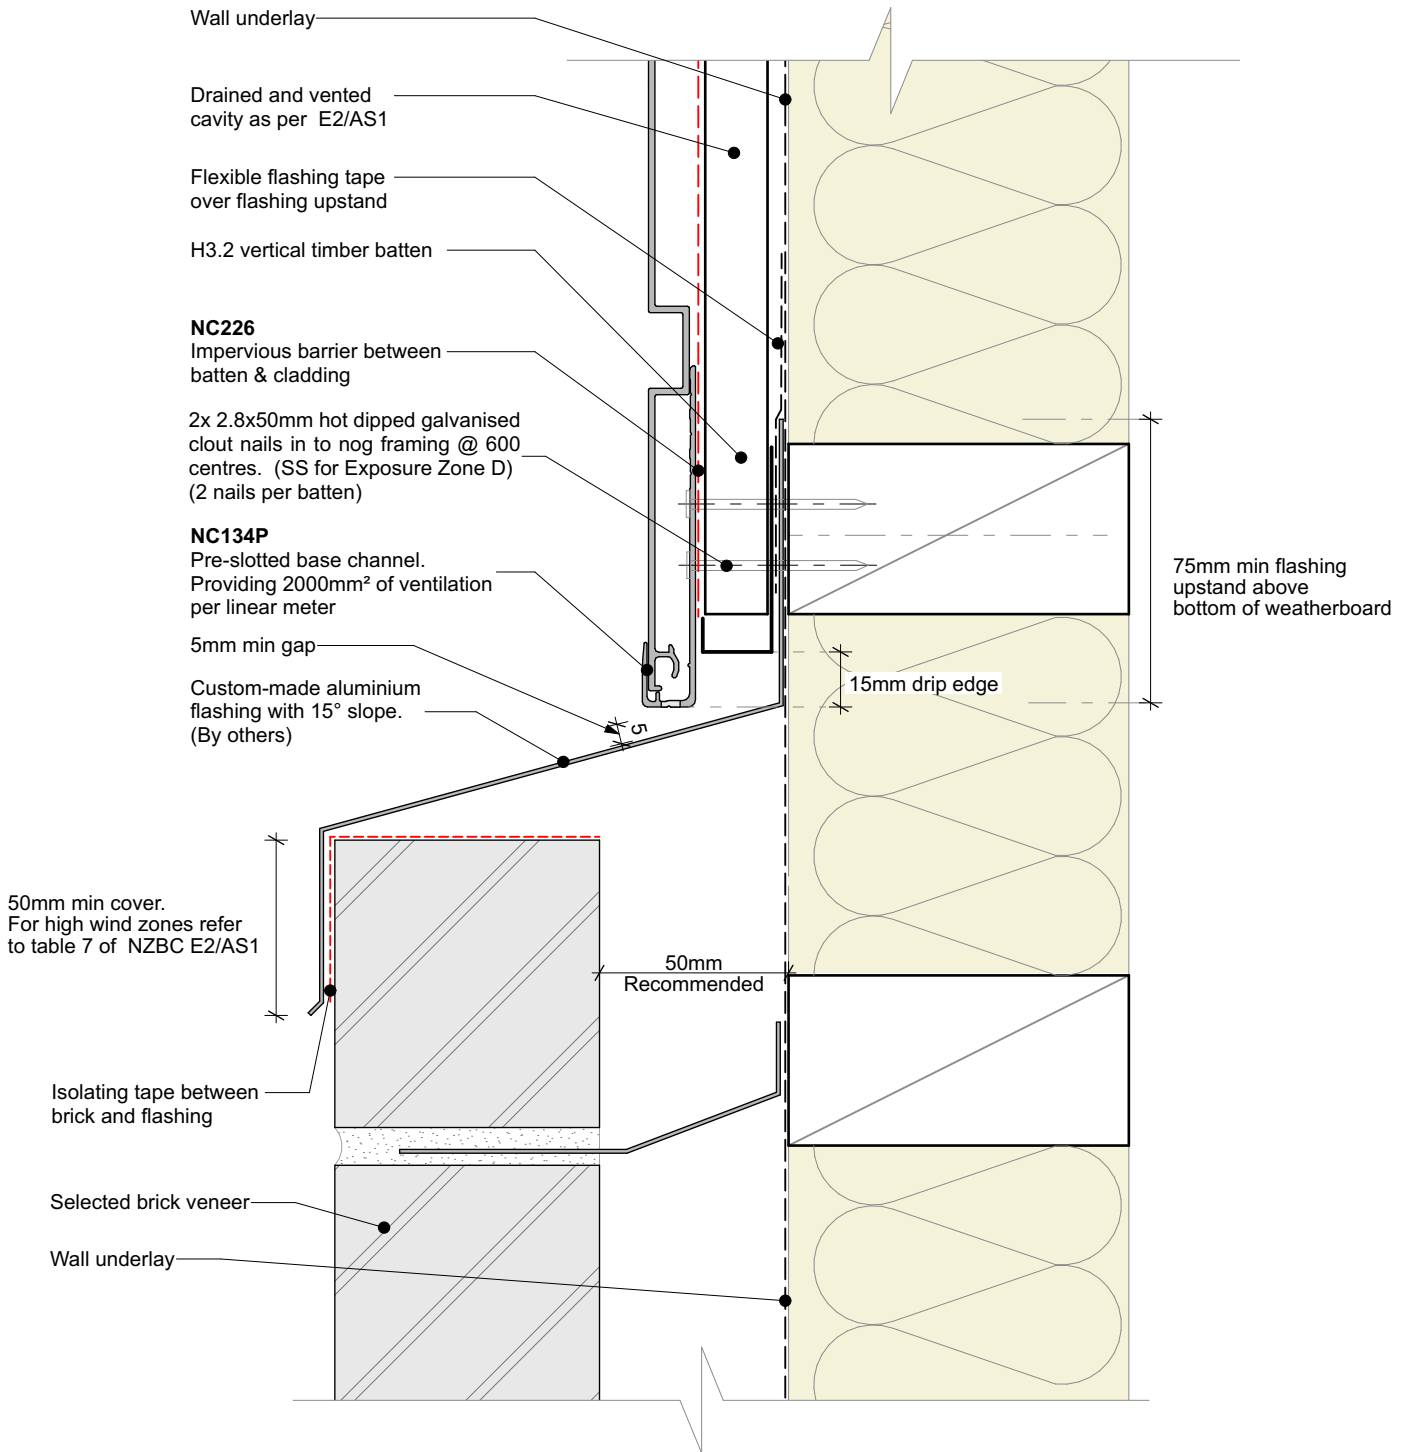 Wall underlay
Drained and vented
cavity as per E2/AS1
Flexible flashing tape
over flashing upstand
H3.2 vertical timber batten
NC226
Impervious barrier between
batten & cladding
2x 2.8x50mm hot dipped galvanised
clout nails in to nog framing @ 600
centres. (SS for Exposure Zone D)
(2 nails per batten)
NC134P
Pre-slotted base channel.
Providing 2000mm² of ventilation
per linear meter
5mm min gap
Custom-made aluminium
flashing with 15° slope.
(By others)
5
75mm min flashing
upstand above
bottom of weatherboard
15mm drip edge
50mm min cover.
For high wind zones refer
to table 7 of NZBC E2/AS1
50mm
Recommended
Isolating tape between
brick and flashing
Selected brick veneer
Wall underlay